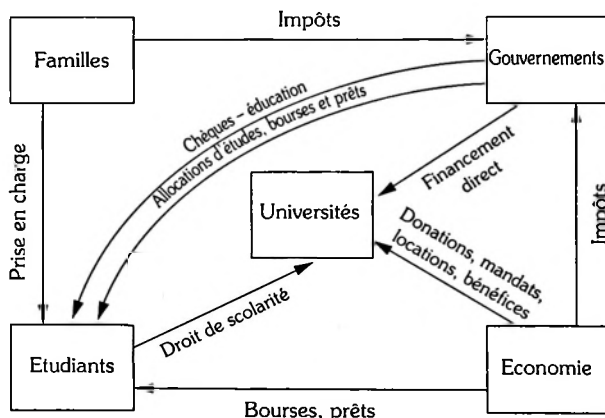 Impôts
Familles
Gouvernements
Chèques – éducation
Allocations d'études, bourses et prêts
Prise en charge
Financement
direct
Universités
Donations, mandats,
locations, bénéfices
Impôts
Droit de scolarité
Etudiants
Economie
Bourses, prêts